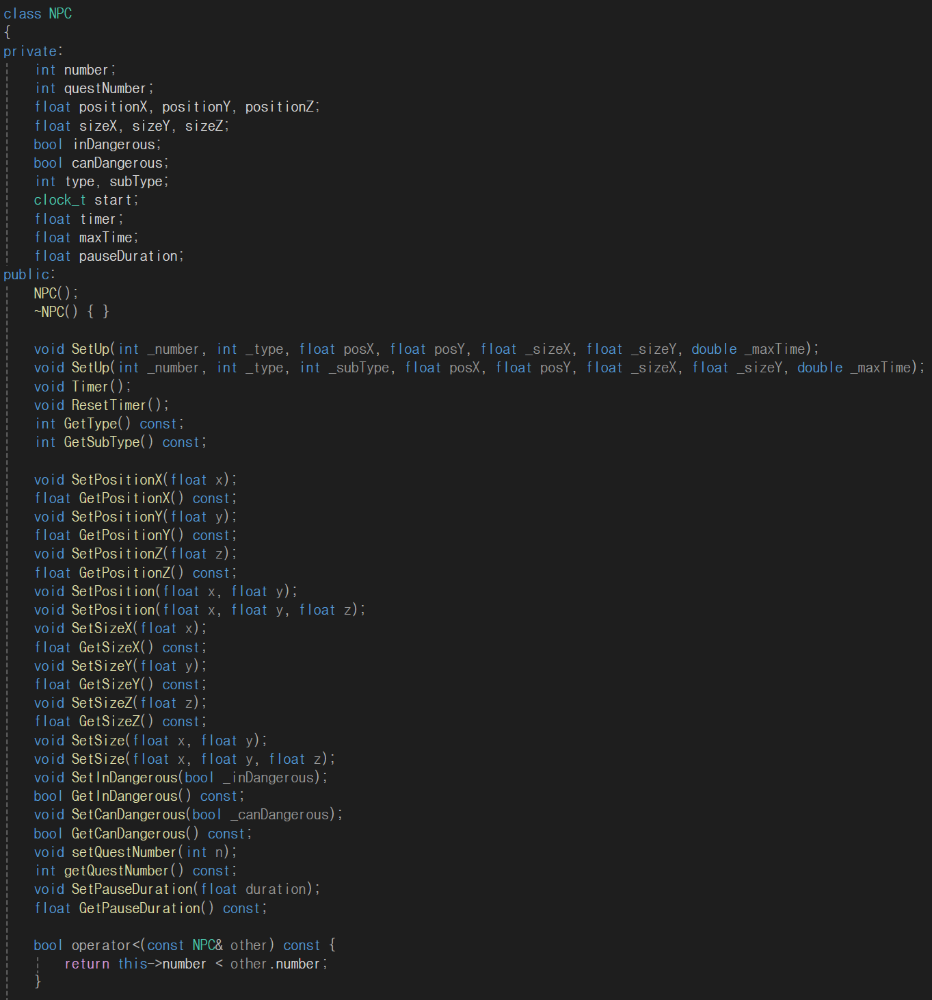 class NPC
{
private:
    int number;
    int questNumber;
    float positionX, positionY, positionZ;
    float sizeX, sizeY, sizeZ;
    bool inDangerous;
    bool canDangerous;
    int type, subType;
    clock_t start;
    float timer;
    float maxTime;
    float pauseDuration;
public:
    NPC();
    ~NPC() { }

    void SetUp(int _number, int _type, float posX, float posY, float _sizeX, float _sizeY, double _maxTime);
    void SetUp(int _number, int _type, int _subType, float posX, float posY, float _sizeX, float _sizeY, double _maxTime);
    void Timer();
    void ResetTimer();
    int GetType() const;
    int GetSubType() const;

    void SetPositionX(float x);
    float GetPositionX() const;
    void SetPositionY(float y);
    float GetPositionY() const;
    void SetPositionZ(float z);
    float GetPositionZ() const;
    void SetPosition(float x, float y);
    void SetPosition(float x, float y, float z);
    void SetSizeX(float x);
    float GetSizeX() const;
    void SetSizeY(float y);
    float GetSizeY() const;
    void SetSizeZ(float z);
    float GetSizeZ() const;
    void SetSize(float x, float y);
    void SetSize(float x, float y, float z);
    void SetInDangerous(bool _inDangerous);
    bool GetInDangerous() const;
    void SetCanDangerous(bool _canDangerous);
    bool GetCanDangerous() const;
    void setQuestNumber(int n);
    int getQuestNumber() const;
    void SetPauseDuration(float duration);
    float GetPauseDuration() const;

    bool operator<(const NPC& other) const {
        return this->number < other.number;
    }